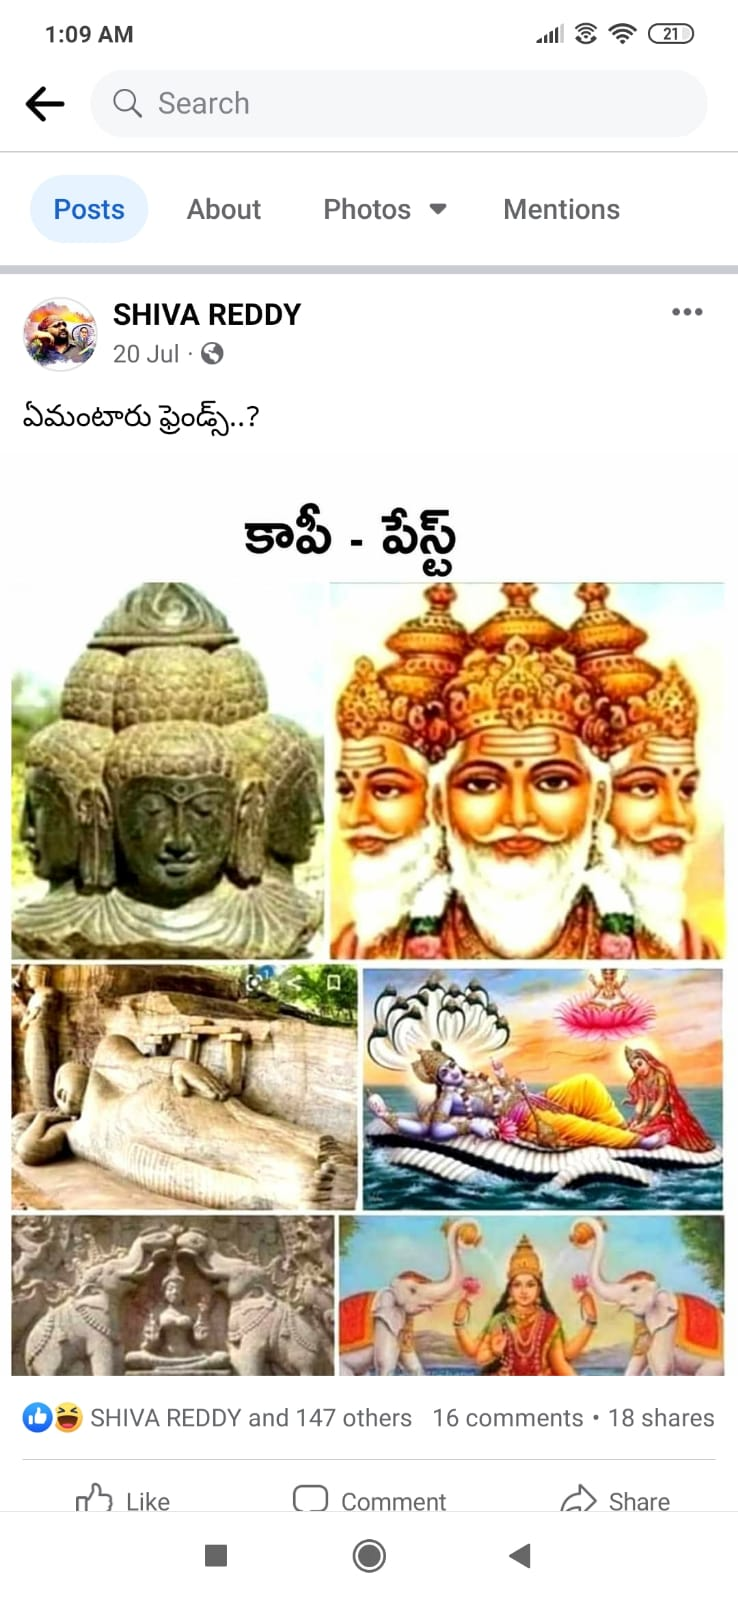 1:09 AM
21
Search
Posts About Photos Mentions
SHIVA REDDY
20 Jul ·
ఏమంటారు ఫ్రెండ్స్..?
కాపీ - పేస్ట్
SHIVA REDDY and 147 others 16 comments • 18 shares
Like Comment Share